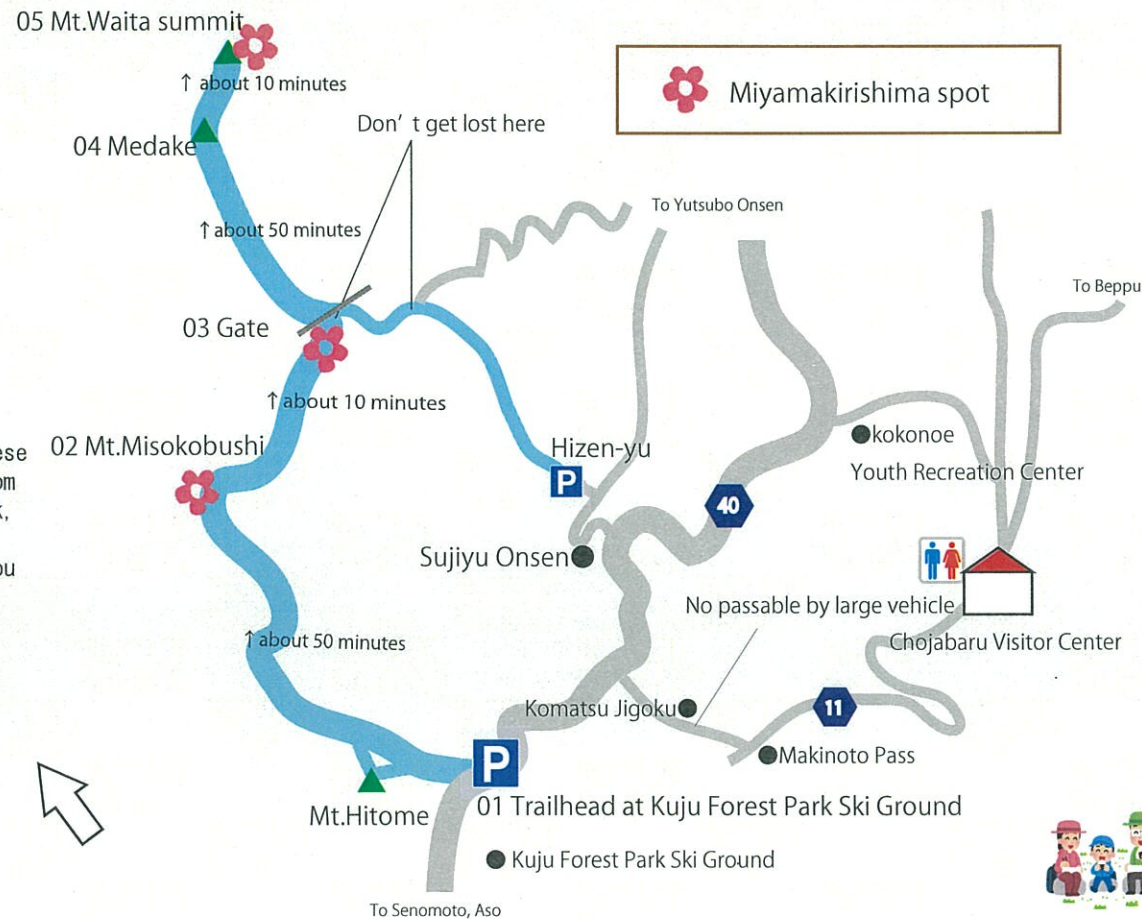 05 Mt.Waita summit
↑ about 10 minutes
Miyamakirishima spot
Don' t get lost here
04 Medake
To Yutsubo Onsen
↑ about 50 minutes
To Beppu
03 Gate
↑ about 10 minutes
02 Mt.Misokobushi
Hizen-yu
P
kokonoe
Youth Recreation Center
40
Sujiyu Onsen
No passable by large vehicle
Chojabaru Visitor Center
↑ about 50 minutes
Komatsu Jigoku
11
Makinoto Pass
P
Mt.Hitome
01 Trailhead at Kuju Forest Park Ski Ground
Kuju Forest Park Ski Ground
To Senomoto, Aso